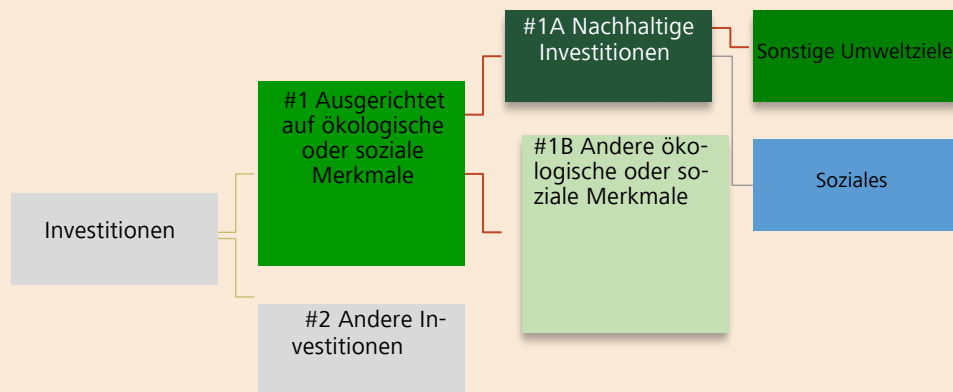 Investitionen
#1 Ausgerichtet
auf ökologische
oder soziale
Merkmale
#2 Andere In-
vestitionen
#1A Nachhaltige
Investitionen
#1B Andere öko-
logische oder so-
ziale Merkmale
Sonstige Umweltziele
Soziales